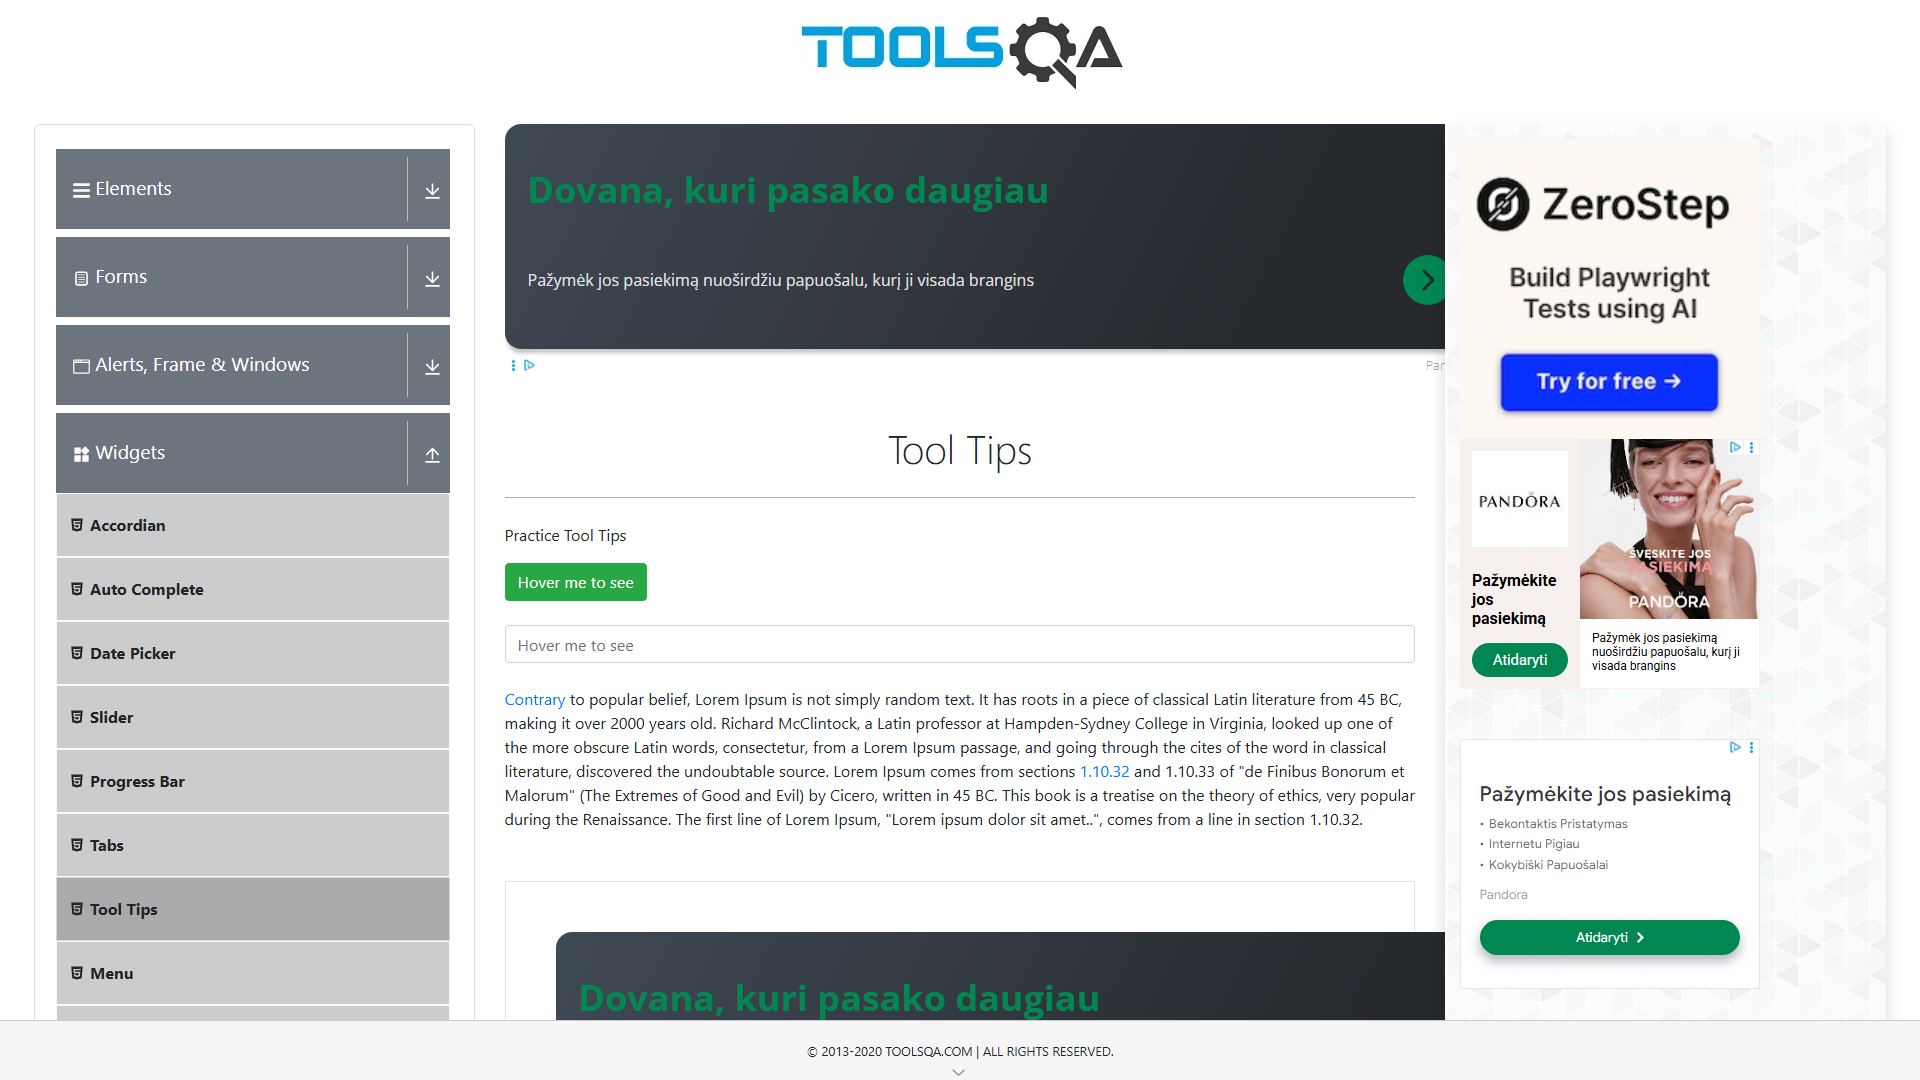 TOOLSQA
Elements
Forms
Alerts, Frame & Windows
Widgets
Accordian
Auto Complete
Date Picker
Slider
Progress Bar
Tabs
Tool Tips
Menu
Dovana, kuri pasako daugiau
Pažymėk jos pasiekimą nuoširdžiu papuošalu, kurį ji visada brangins
Par
Tool Tips
Practice Tool Tips
Hover me to see
Hover me to see
Contrary to popular belief, Lorem Ipsum is not simply random text. It has roots in a piece of classical Latin literature from 45 BC,
making it over 2000 years old. Richard McClintock, a Latin professor at Hampden-Sydney College in Virginia, looked up one of
the more obscure Latin words, consectetur, from a Lorem Ipsum passage, and going through the cites of the word in classical
literature, discovered the undoubtable source. Lorem Ipsum comes from sections 1.10.32 and 1.10.33 of "de Finibus Bonorum et
Malorum" (The Extremes of Good and Evil) by Cicero, written in 45 BC. This book is a treatise on the theory of ethics, very popular
during the Renaissance. The first line of Lorem Ipsum, "Lorem ipsum dolor sit amet..", comes from a line in section 1.10.32.
Dovana, kuri pasako daugiau
ZeroStep
Build Playwright
Tests using AI
Try for free →
PANDÖRA
Pažymėkite
jos
pasiekimą
Atidaryti
ŠVĘSKITE JOS
PASIEKIMĄ
PANDÖRA
Pažymėk jos pasiekimą
nuoširdžiu papuošalu, kurį ji
visada brangins
Pažymėkite jos pasiekimą
• Bekontaktis Pristatymas
• Internetu Pigiau
• Kokybiški Papuošalai
Pandora
Atidaryti
© 2013-2020 TOOLSQA.COM | ALL RIGHTS RESERVED.